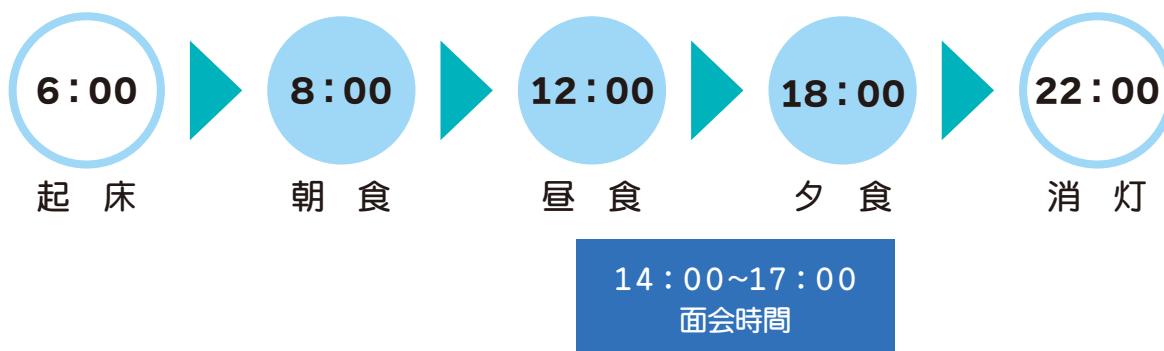 6：00
8：00
12：00
18：00
22：00
起　床
朝　食
昼　食
夕　食
消　灯
14：00~17：00
面会時間